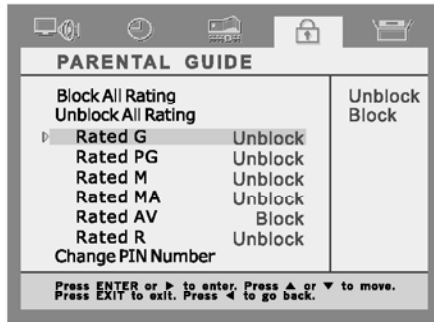 PARENTAL GUIDE
Block All Rating
Unblock All Rating
Rated G Unblock
Rated PG Unblock
Rated M Unblock
Rated MA Unblock
Rated AV Block
Rated R Unblock
Change PIN Number
Unblock
Block
Press ENTER or ▶ to enter. Press ▲ or ▼ to move.
Press EXIT to exit. Press ◀ to go back.